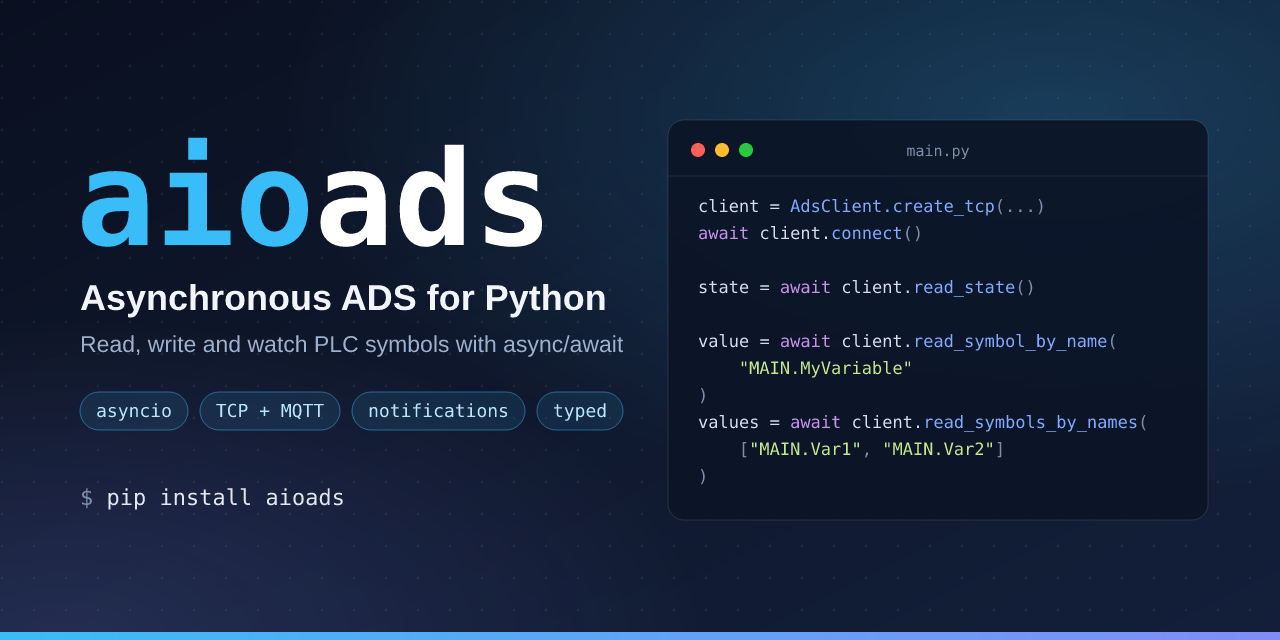 aioads
Asynchronous ADS for Python
Read, write and watch PLC symbols with async/await
asyncio
TCP + MQTT
notifications
typed
$ pip install aioads
main.py
client = AdsClient.create_tcp(...)
await client.connect()
state = await client.read_state()
value = await client.read_symbol_by_name(
    "MAIN.MyVariable"
)
values = await client.read_symbols_by_names(
    ["MAIN.Var1", "MAIN.Var2"]
)